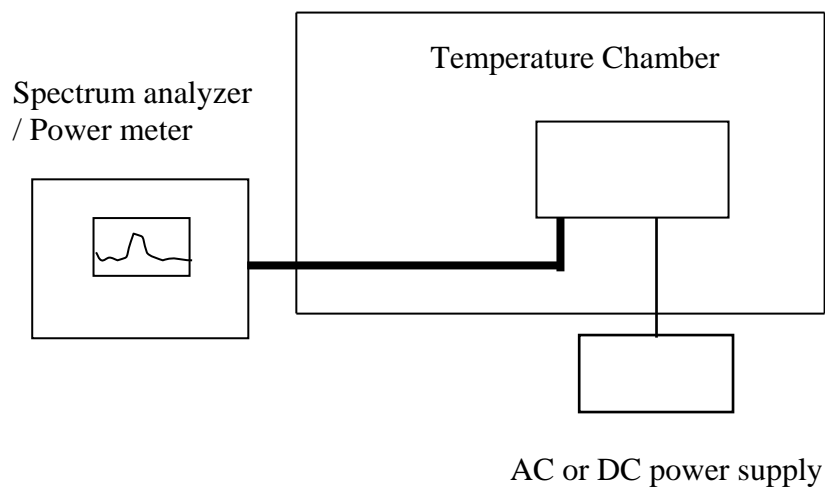 Temperature Chamber
Spectrum analyzer
/ Power meter
AC or DC power supply